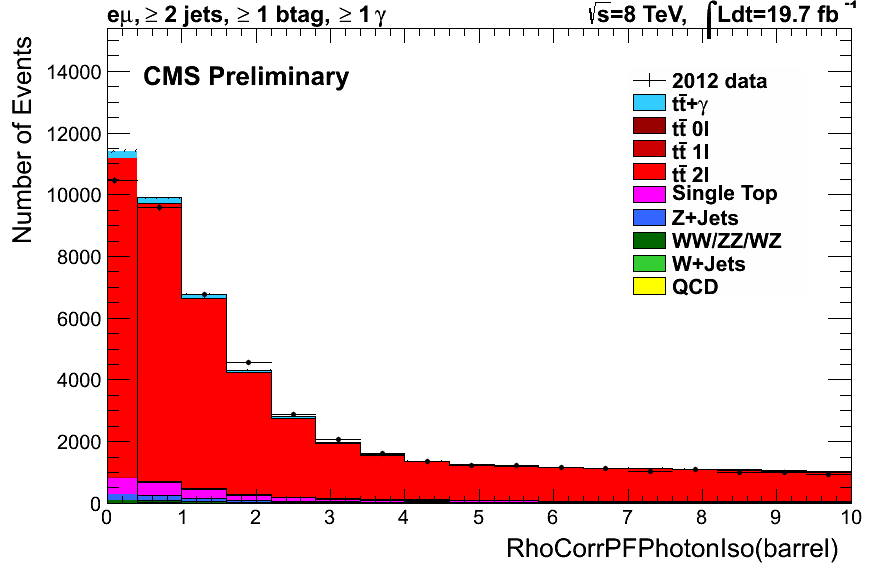 eμ, ≥ 2 jets, ≥ 1 btag, ≥ 1 γ
√s=8 TeV, ∫Ldt=19.7 fb⁻¹
CMS Preliminary
Number of Events
14000
12000
10000
8000
6000
4000
2000
0
2012 data
tt̄+γ
tt̄ 0l
tt̄ 1l
tt̄ 2l
Single Top
Z+Jets
WW/ZZ/WZ
W+Jets
QCD
0 1 2 3 4 5 6 7 8 9 10
RhoCorrPFPhotonIso(barrel)